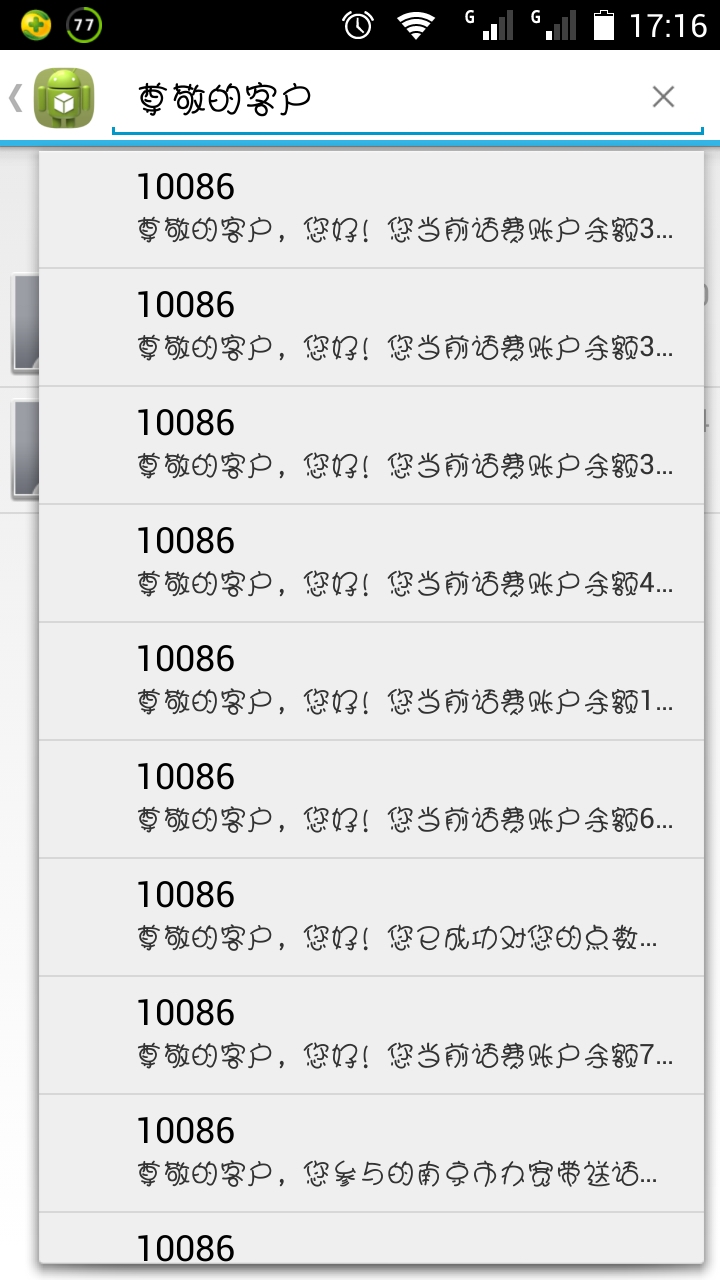 77
G
G
17:16
尊敬的客户
10086
尊敬的客户，您好！您当前话费账户余额3...
10086
尊敬的客户，您好！您当前话费账户余额3...
10086
尊敬的客户，您好！您当前话费账户余额3...
10086
尊敬的客户，您好！您当前话费账户余额4...
10086
尊敬的客户，您好！您当前话费账户余额1...
10086
尊敬的客户，您好！您当前话费账户余额6...
10086
尊敬的客户，您好！您已成功对您的点数...
10086
尊敬的客户，您好！您当前话费账户余额7...
10086
尊敬的客户，您参与的南京市办宽带送话...
10086